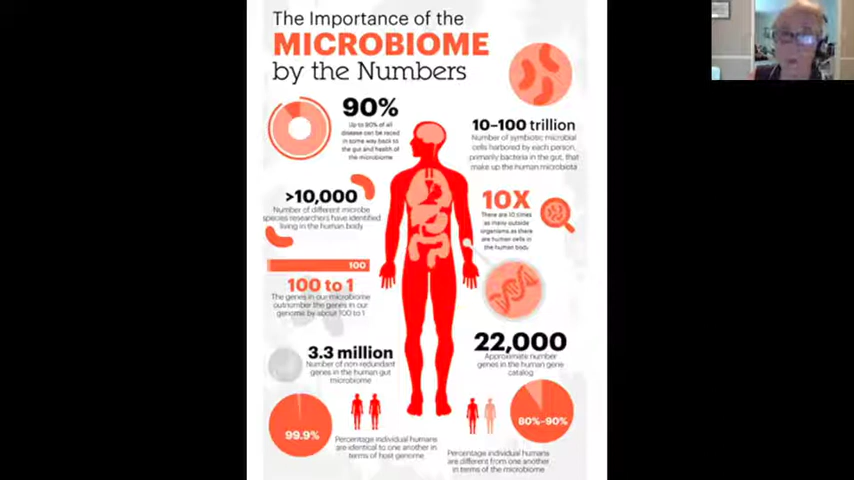 The Importance of the
MICROBIOME
by the Numbers
90%
Up to 90% of all
disease can be traced
in some way back to
the gut and health of
the microbiome
10–100 trillion
Number of symbiotic microbial
cells harbored by each person,
primarily bacteria in the gut, that
make up the human microbiota
>10,000
Number of different microbe
species researchers have identified
living in the human body
10X
There are 10 times
as many outside
organisms as there
are human cells in
the human body
100
100 to 1
The genes in our microbiome
outnumber the genes in our
genome by about 100 to 1
3.3 million
Number of non-redundant
genes in the human gut
microbiome
22,000
Approximate number
genes in the human gene
catalog
99.9%
Percentage individual humans
are identical to one another in
terms of host genome
80%–90%
Percentage individual humans
are different from one another
in terms of the microbiome